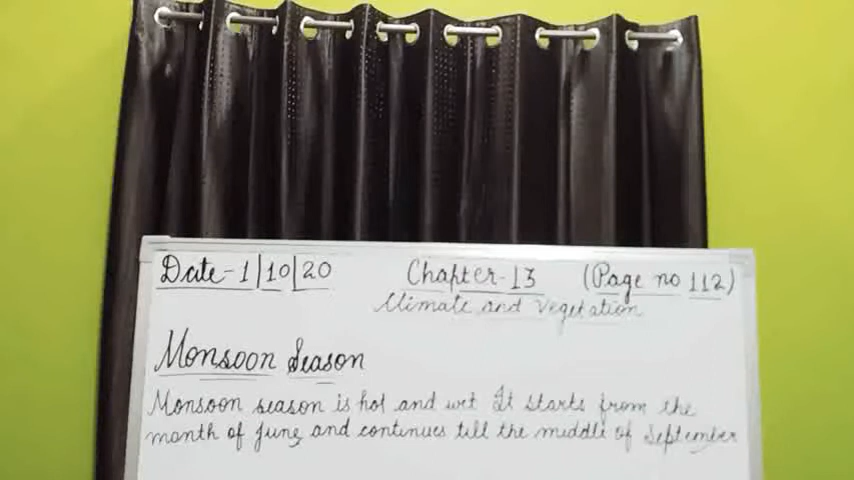 Date-1|10|20 Chapter-13 (Page no 112)
Climate and Vegetation
Monsoon Season
Monsoon season is hot and wet It starts from the
month of June and continues till the middle of September